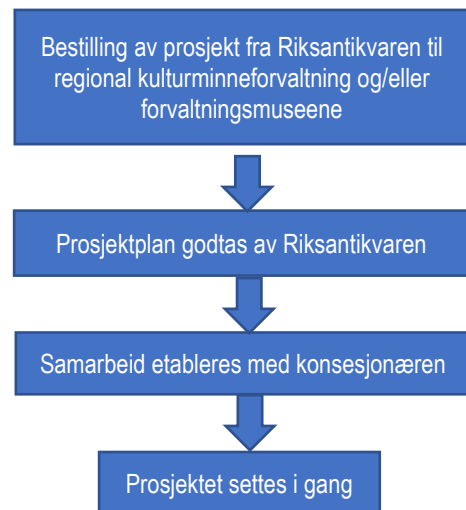 Bestilling av prosjekt fra Riksantikvaren til
regional kulturminneforvaltning og/eller
forvaltningsmuseene
Prosjektplan godtas av Riksantikvaren
Samarbeid etableres med konsesjonæren
Prosjektet settes i gang